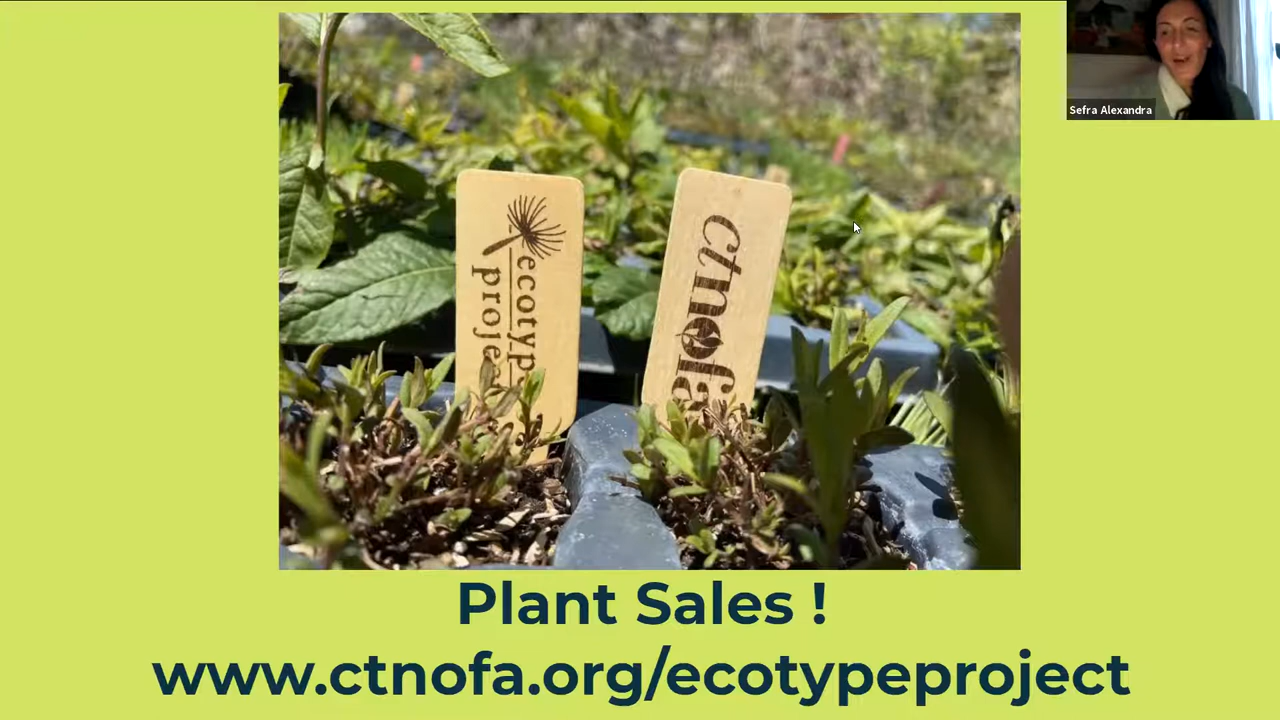 Sefra Alexandra
ecotype
project
ctnofa
Plant Sales !
www.ctnofa.org/ecotypeproject